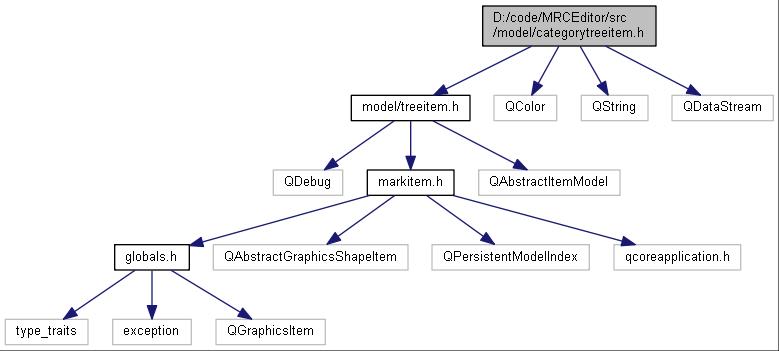 D:/code/MRCEditor/src
/model/categorytreeitem.h
model/treeitem.h
QColor
QString
QDataStream
QDebug
markitem.h
QAbstractItemModel
globals.h
QAbstractGraphicsShapeItem
QPersistentModelIndex
qcoreapplication.h
type_traits
exception
QGraphicsItem